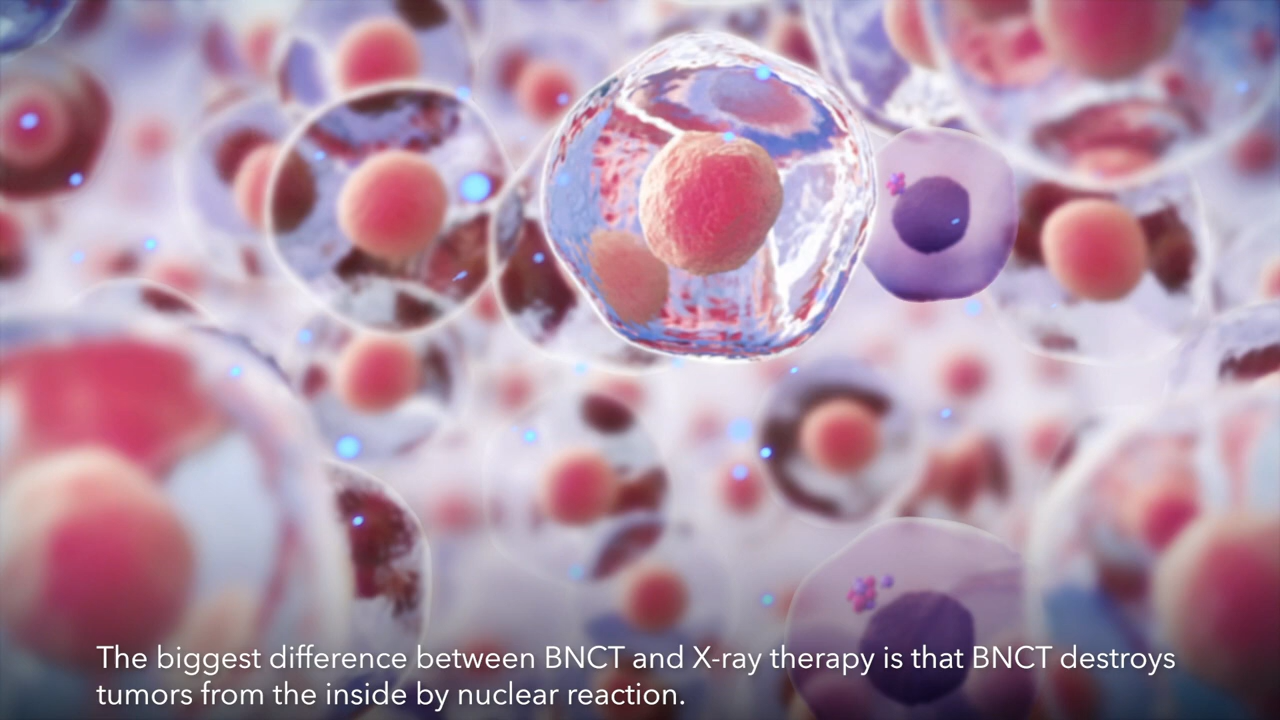 The biggest difference between BNCT and X-ray therapy is that BNCT destroys
tumors from the inside by nuclear reaction.